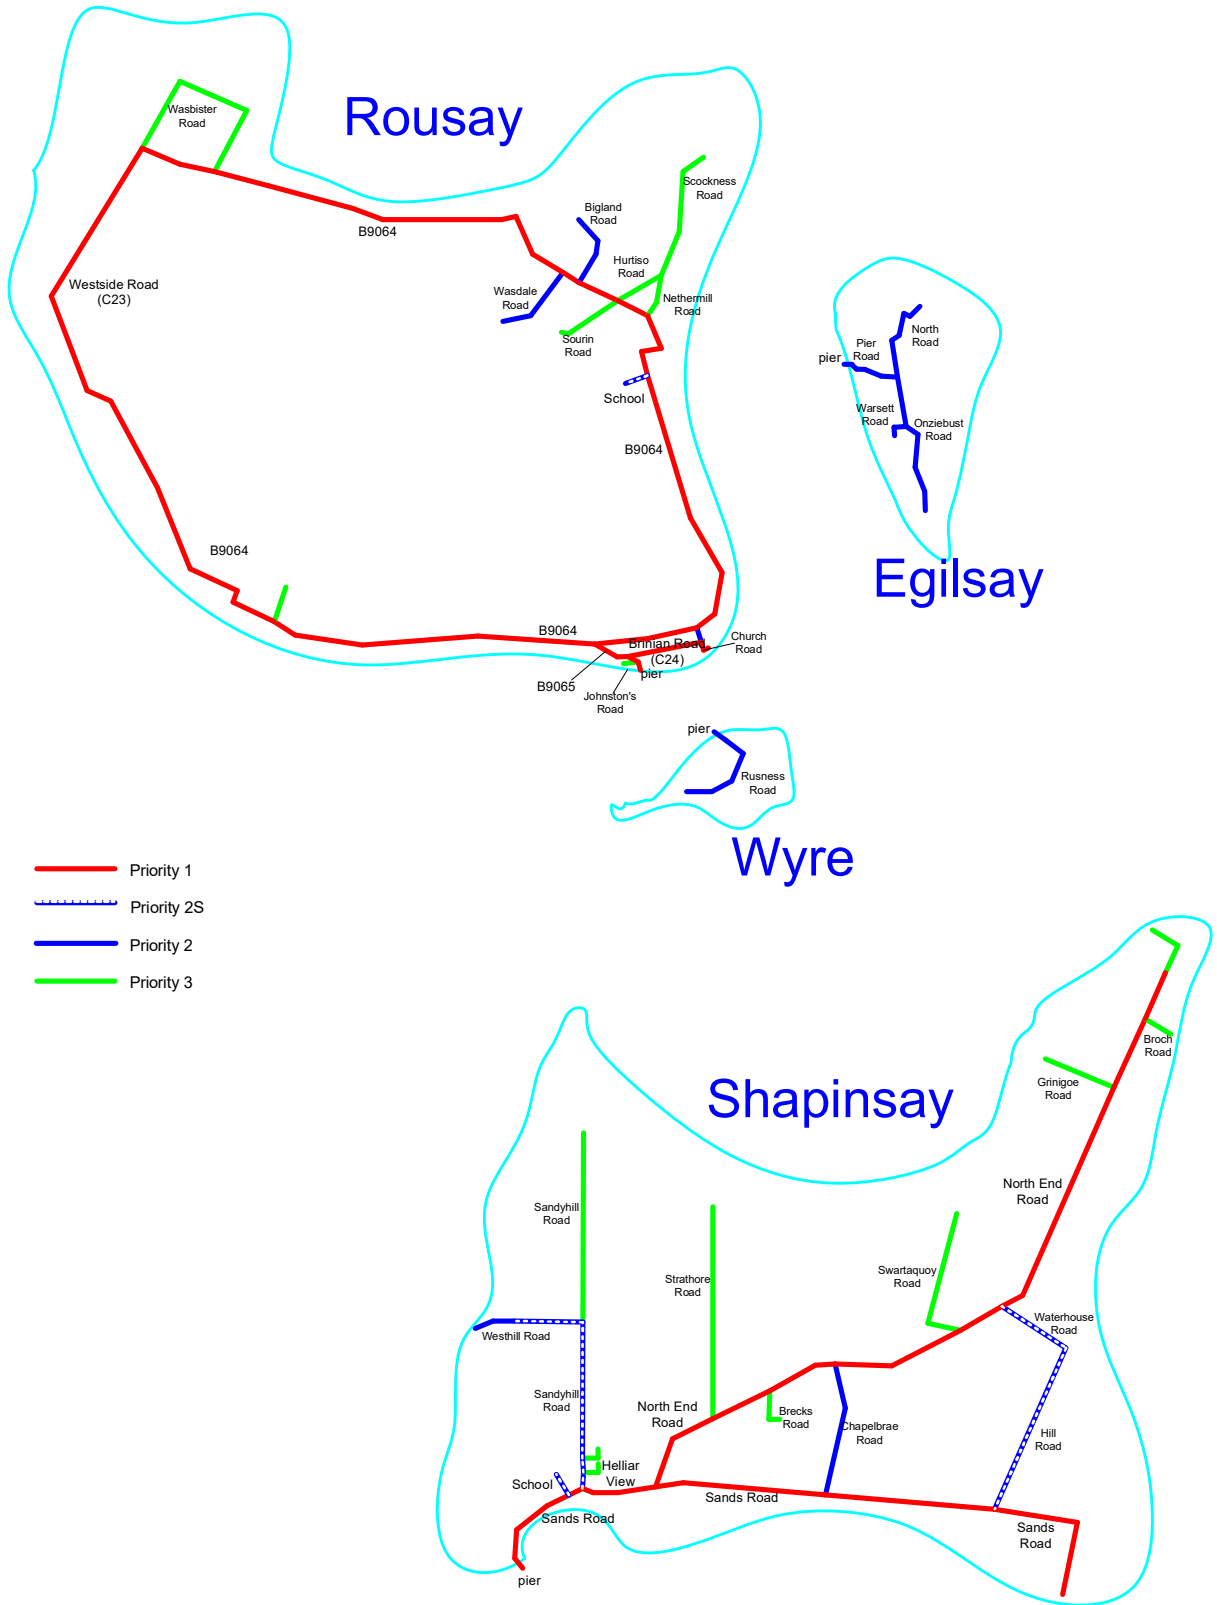 Rousay
Wasbister
Road
Scockness
Road
Bigland
Road
B9064
Hurtiso
Road
Westside Road
(C23)
Wasdale
Road
Nethermill
Road
Sourin
Road
School
B9064
North
Road
Pier
Road
pier
Warsett
Road
Onziebust
Road
Egilsay
B9064
B9064
Brinian Road
(C24)
Church
Road
pier
B9065
Johnston's
Road
pier
Rusness
Road
Wyre
Priority 1
Priority 2S
Priority 2
Priority 3
Shapinsay
Broch
Road
Grinigoe
Road
North End
Road
Sandyhill
Road
Strathore
Road
Swartaquoy
Road
Waterhouse
Road
Westhill Road
Sandyhill
Road
North End
Road
Brecks
Road
Chapelbrae
Road
Hill
Road
Helliar
View
School
Sands Road
Sands Road
Sands
Road
pier